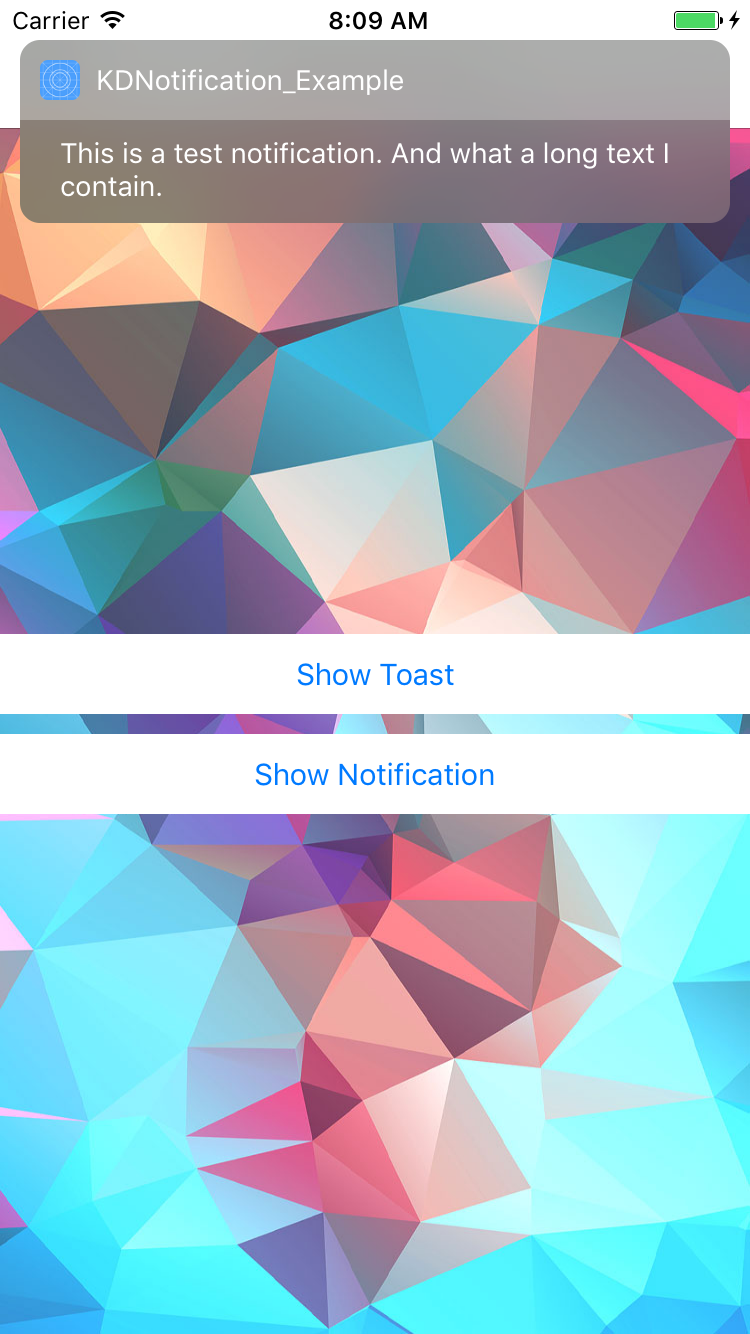 Carrier 8:09 AM
KDNotification_Example
This is a test notification. And what a long text I
contain.
Show Toast
Show Notification